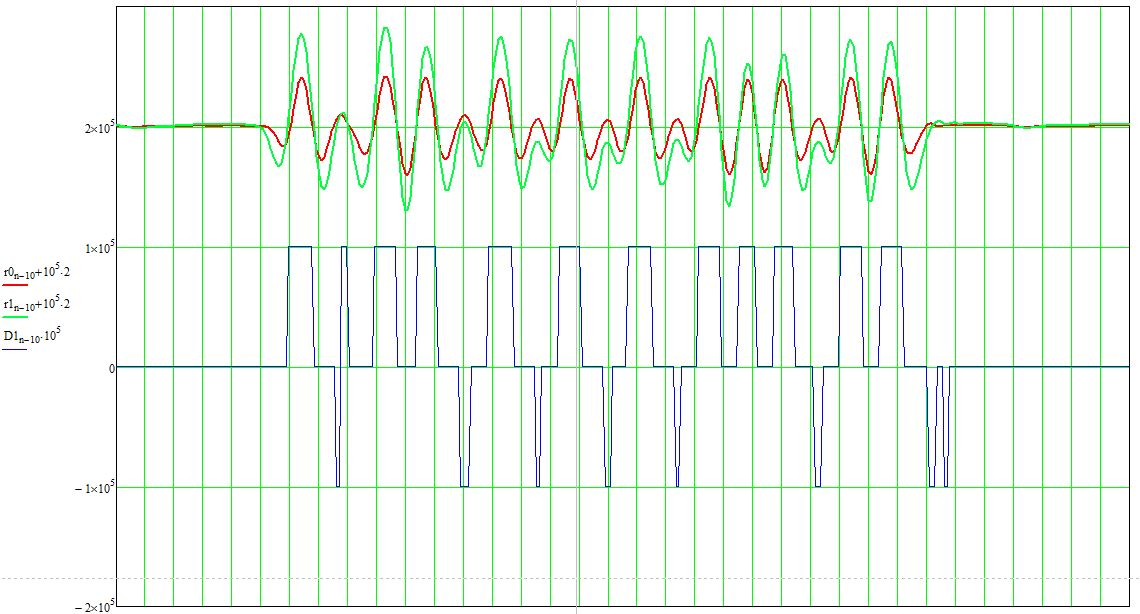 2×10⁵
1×10⁵
r0ₙ₋₁₀+10⁵·2
r1ₙ₋₁₀+10⁵·2
D1ₙ₋₁₀·10⁵
0
− 1×10⁵
− 2×10⁵